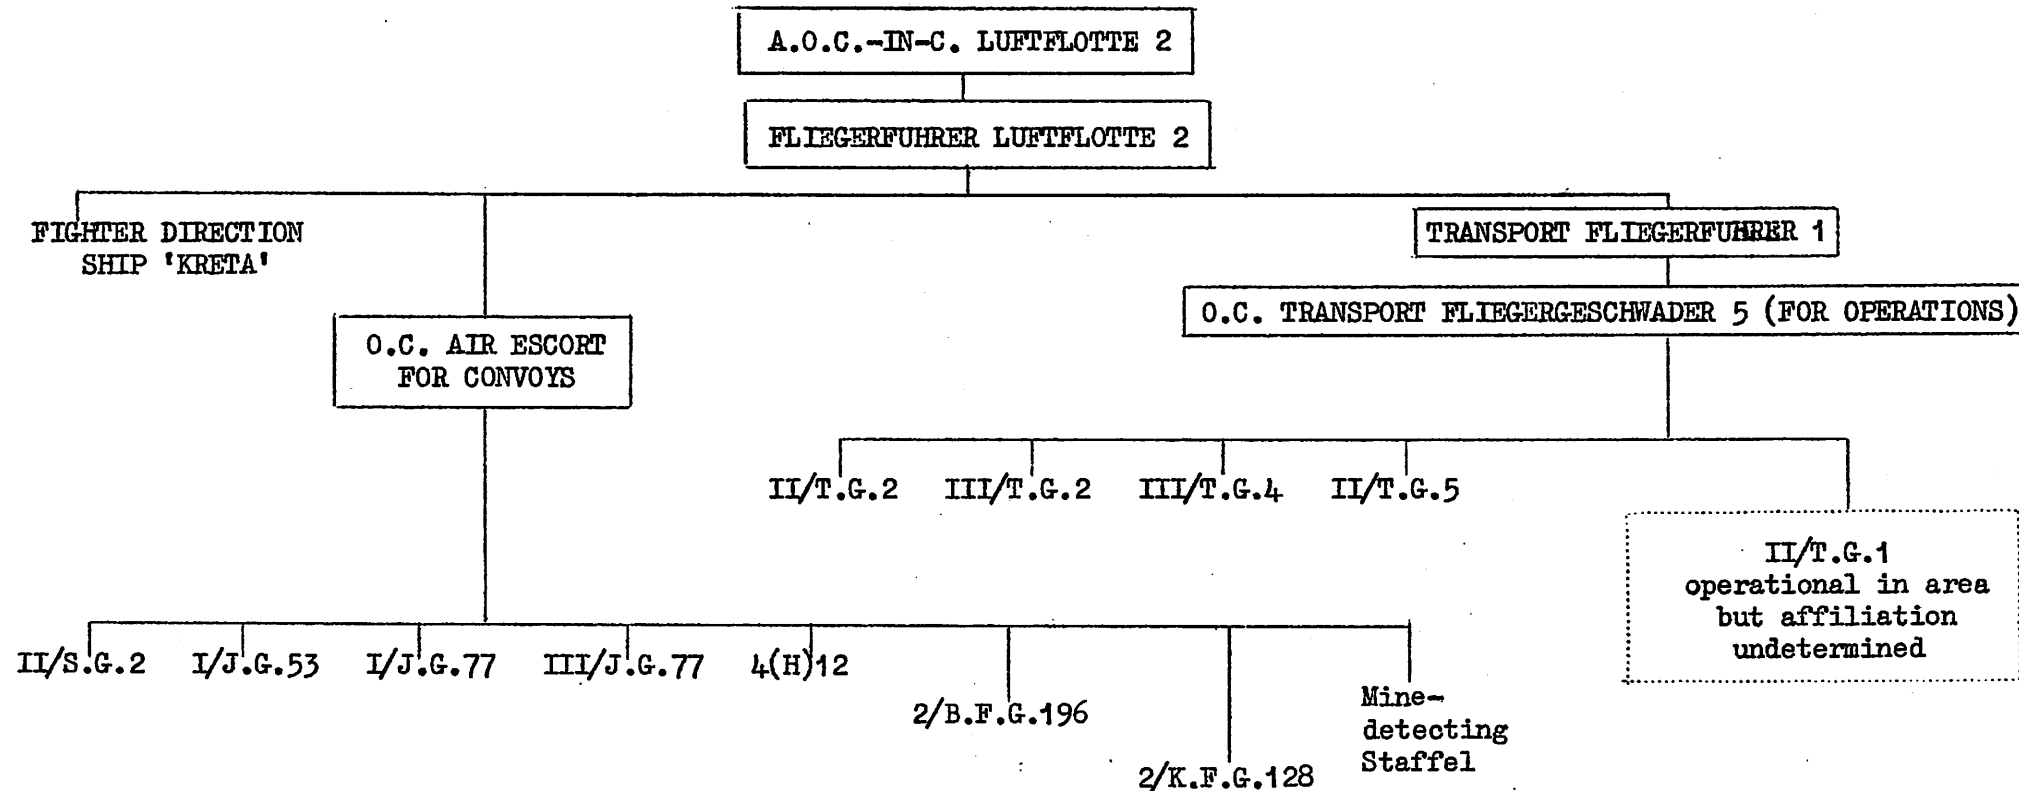 A.O.C.-IN-C. LUFTFLOTTE 2
FLIEGERFUHRER LUFTFLOTTE 2
FIGHTER DIRECTION
SHIP 'KRETA'
TRANSPORT FLIEGERFUHRER 1
O.C. TRANSPORT FLIEGERGESCHWADER 5 (FOR OPERATIONS)
O.C. AIR ESCORT
FOR CONVOYS
II/T.G.2
III/T.G.2
III/T.G.4
II/T.G.5
II/T.G.1
operational in area
but affiliation
undetermined
II/S.G.2
I/J.G.53
I/J.G.77
III/J.G.77
4(H)12
2/B.F.G.196
2/K.F.G.128
Mine-
detecting
Staffel